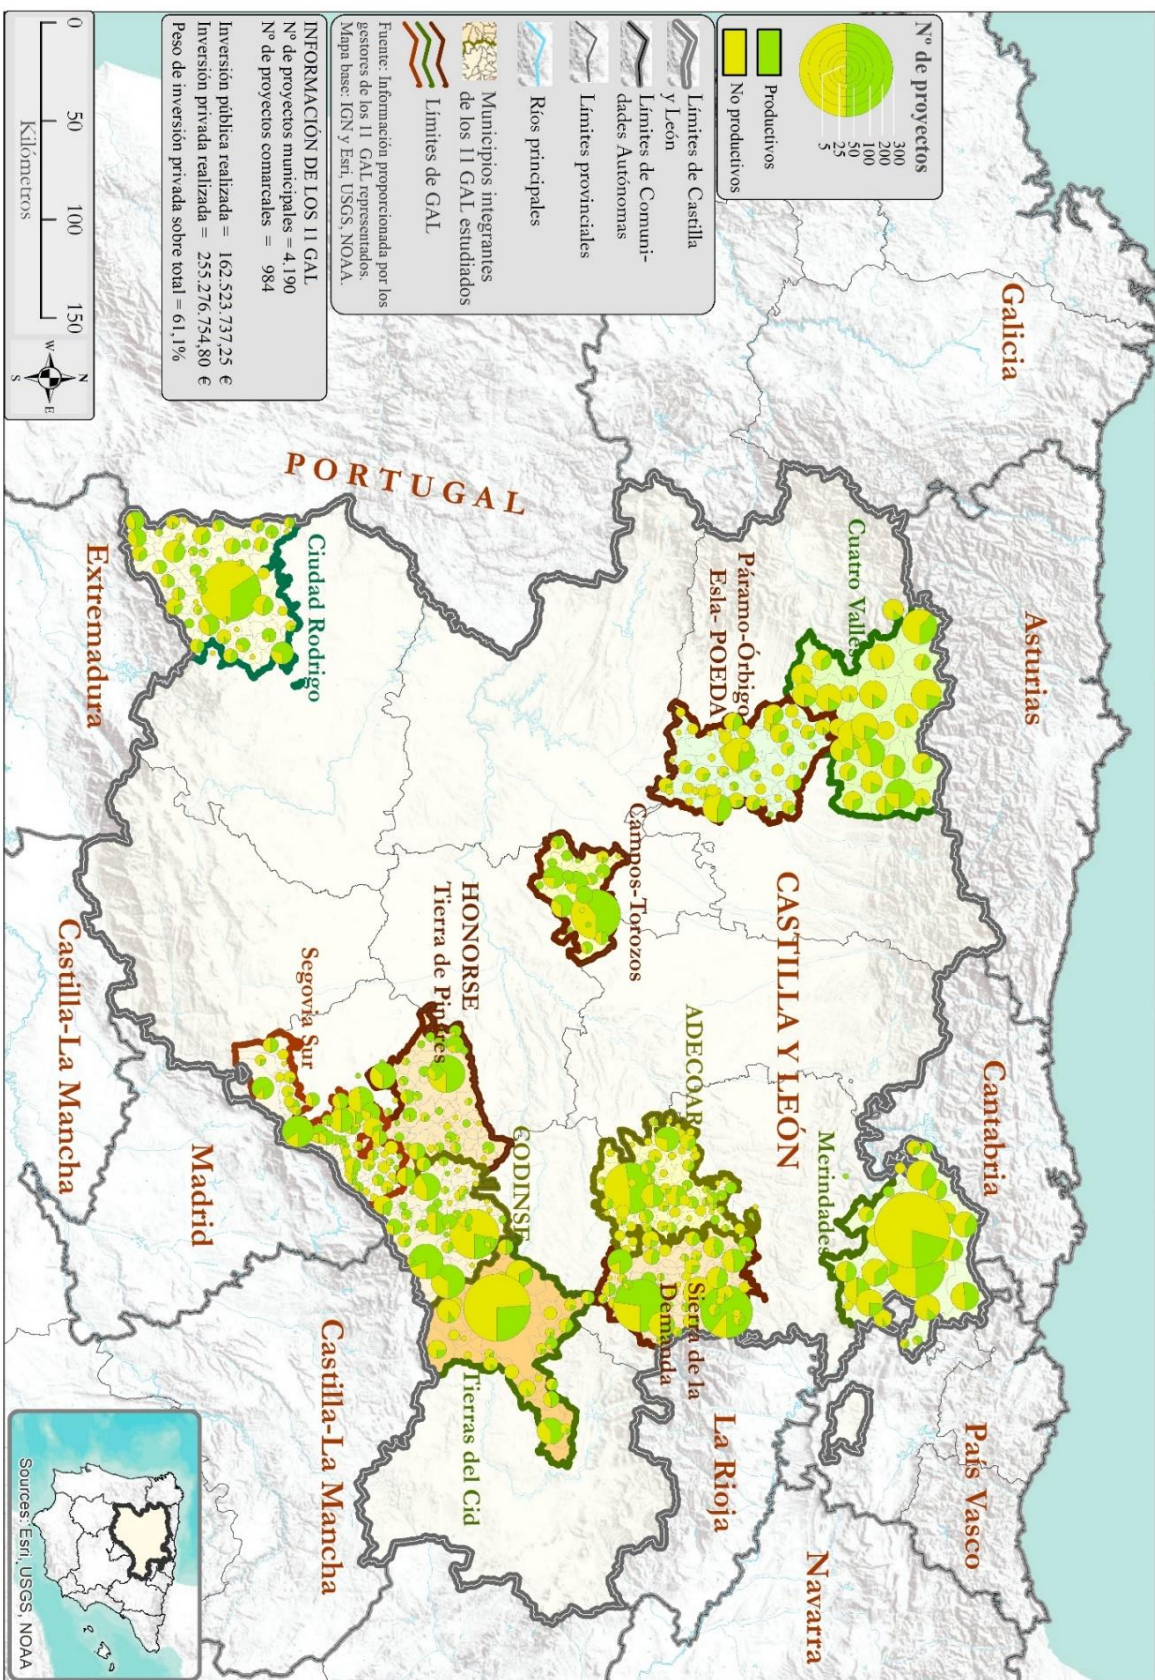 Nº de proyectos
300
200
100
50
25
5
Productivos
No productivos
Límites de Castilla
y León
Límites de Comuni-
dades Autónomas
Límites provinciales
Ríos principales
Municipios integrantes
de los 11 GAL estudiados
Límites de GAL
Fuente: Información proporcionada por los
gestores de los 11 GAL representados.
Mapa base: IGN y Esri, USGS, NOAA.
INFORMACIÓN DE LOS 11 GAL
Nº de proyectos municipales = 4.190
Nº de proyectos comarcales = 984
Inversión pública realizada = 162.523.737,25 €
Inversión privada realizada = 255.276.754,80 €
Peso de inversión privada sobre total = 61,1%
0 50 100 150
Kilómetros
N
W E
S
Galicia
Asturias
Cantabria
País Vasco
Navarra
La Rioja
Castilla-La Mancha
Madrid
Castilla-La Mancha
Extremadura
PORTUGAL
CASTILLA Y LEÓN
Cuatro Valles
Páramo-Órbigo
Esla- POEDA
Campos-Torozos
Merindades
ADECOAR
Sierra de la
Demanda
HONORSE
Tierra de Pinares
CODINSE
Segovia Sur
Tierras del Cid
Ciudad Rodrigo
Sources: Esri, USGS, NOAA